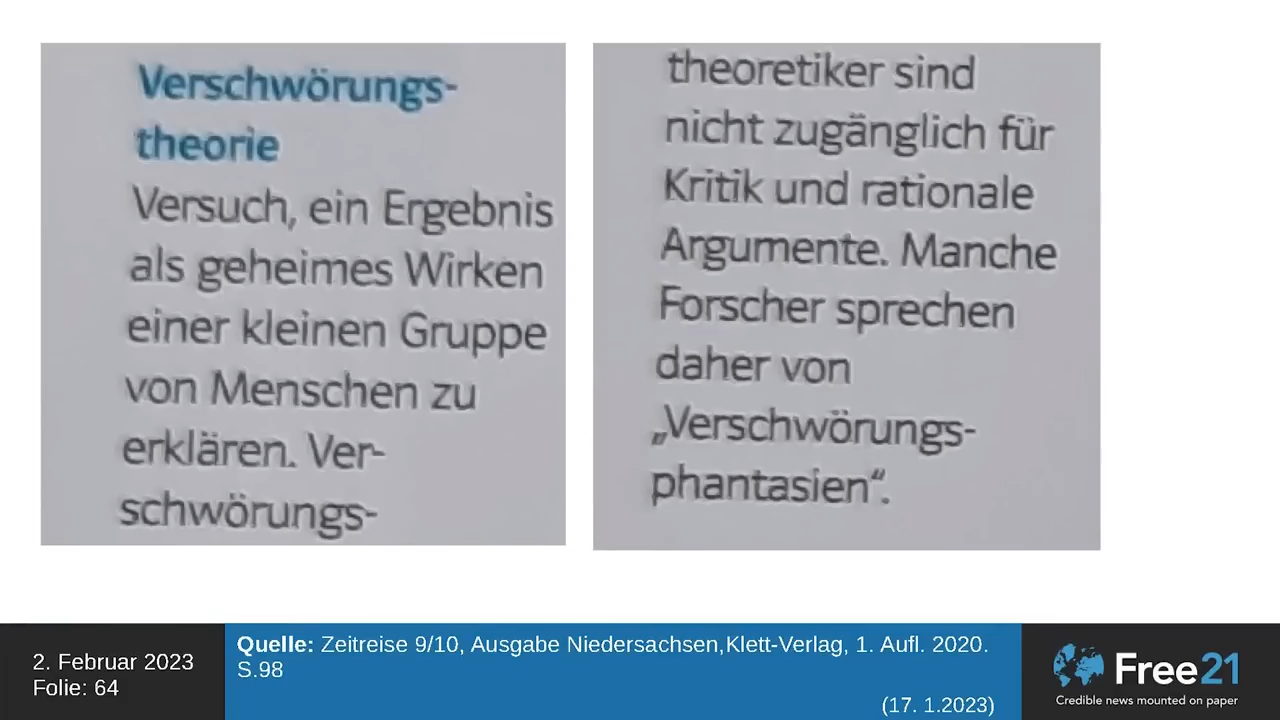 Verschwörungs-
theorie
Versuch, ein Ergebnis
als geheimes Wirken
einer kleinen Gruppe
von Menschen zu
erklären. Ver-
schwörungs-
theoretiker sind
nicht zugänglich für
Kritik und rationale
Argumente. Manche
Forscher sprechen
daher von
„Verschwörungs-
phantasien“.
2. Februar 2023
Folie: 64
Quelle: Zeitreise 9/10, Ausgabe Niedersachsen,Klett-Verlag, 1. Aufl. 2020.
S.98
(17. 1.2023)
Free21
Credible news mounted on paper